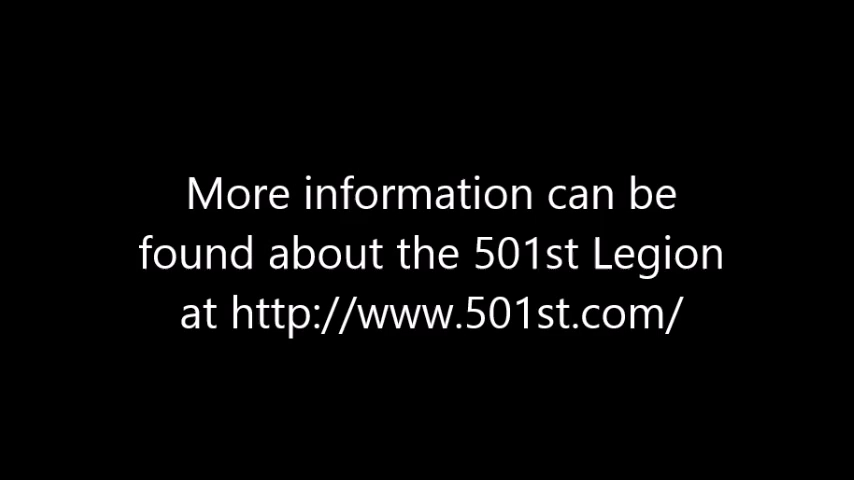 More information can be
found about the 501st Legion
at http://www.501st.com/